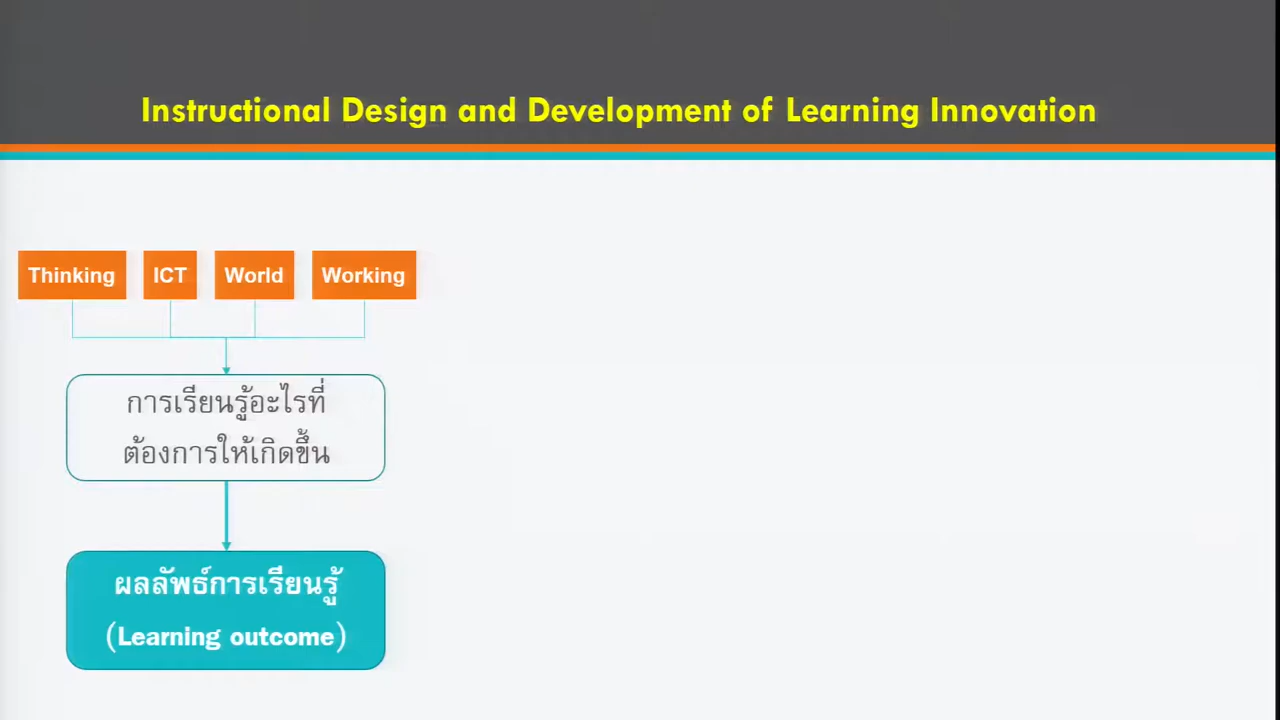 Instructional Design and Development of Learning Innovation
Thinking ICT World Working
การเรียนรู้อะไรที่
ต้องการให้เกิดขึ้น
ผลลัพธ์การเรียนรู้
(Learning outcome)